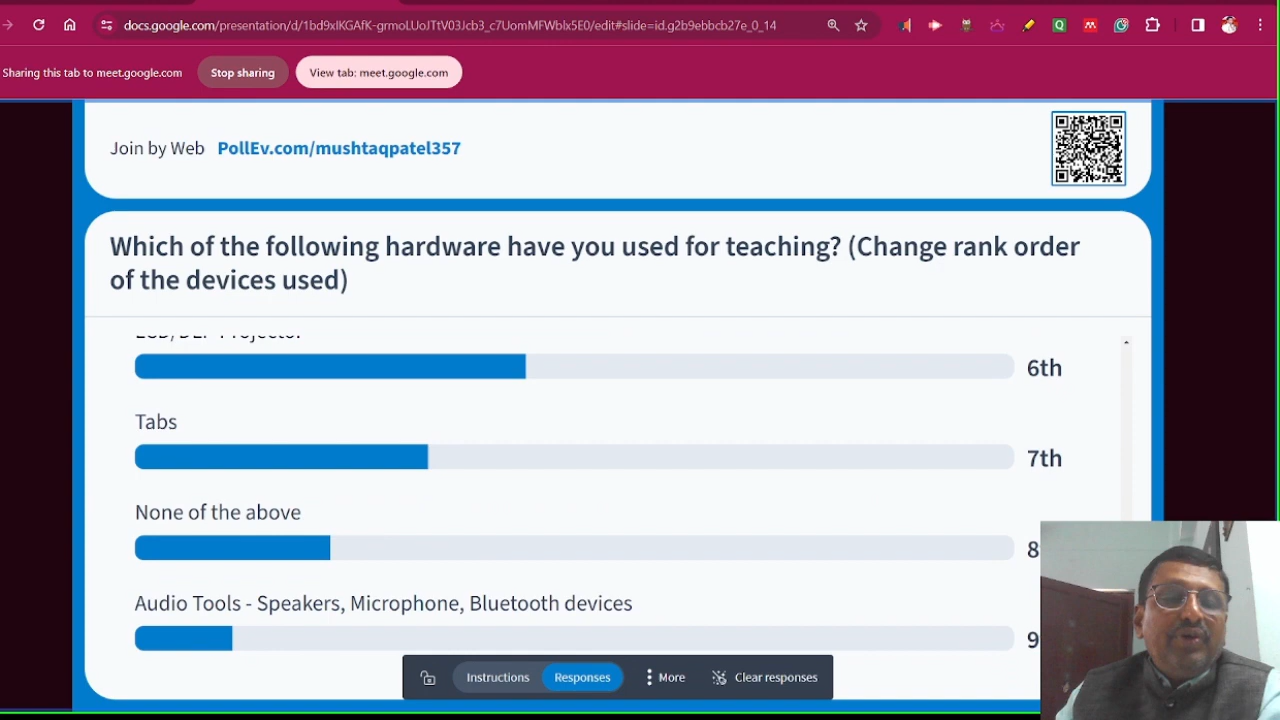 docs.google.com/presentation/d/1bd9xlKGAfK-grmoLUoJTtV03Jcb3_c7UomMFWblx5E0/edit#slide=id.g2b9ebbcb27e_0_14
Sharing this tab to meet.google.com
Stop sharing
View tab: meet.google.com
Join by Web PollEv.com/mushtaqpatel357
Which of the following hardware have you used for teaching? (Change rank order
of the devices used)
6th
Tabs
7th
None of the above
8
Audio Tools - Speakers, Microphone, Bluetooth devices
9
Instructions
Responses
More
Clear responses